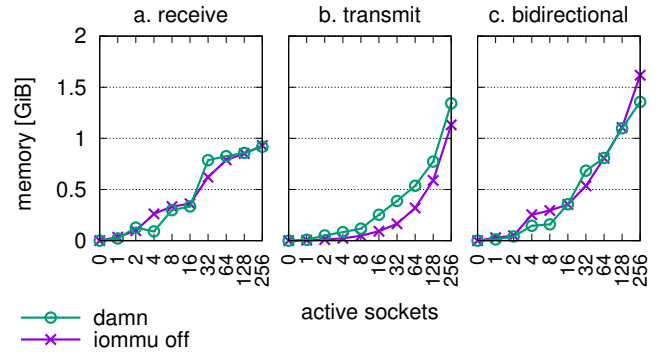 a. receive b. transmit c. bidirectional
2
1.5
1
0.5
0
memory [GiB]
0 1 2 4 8 16 32 64 128 256 0 1 2 4 8 16 32 64 128 256 0 1 2 4 8 16 32 64 128 256
active sockets
damn
iommu off